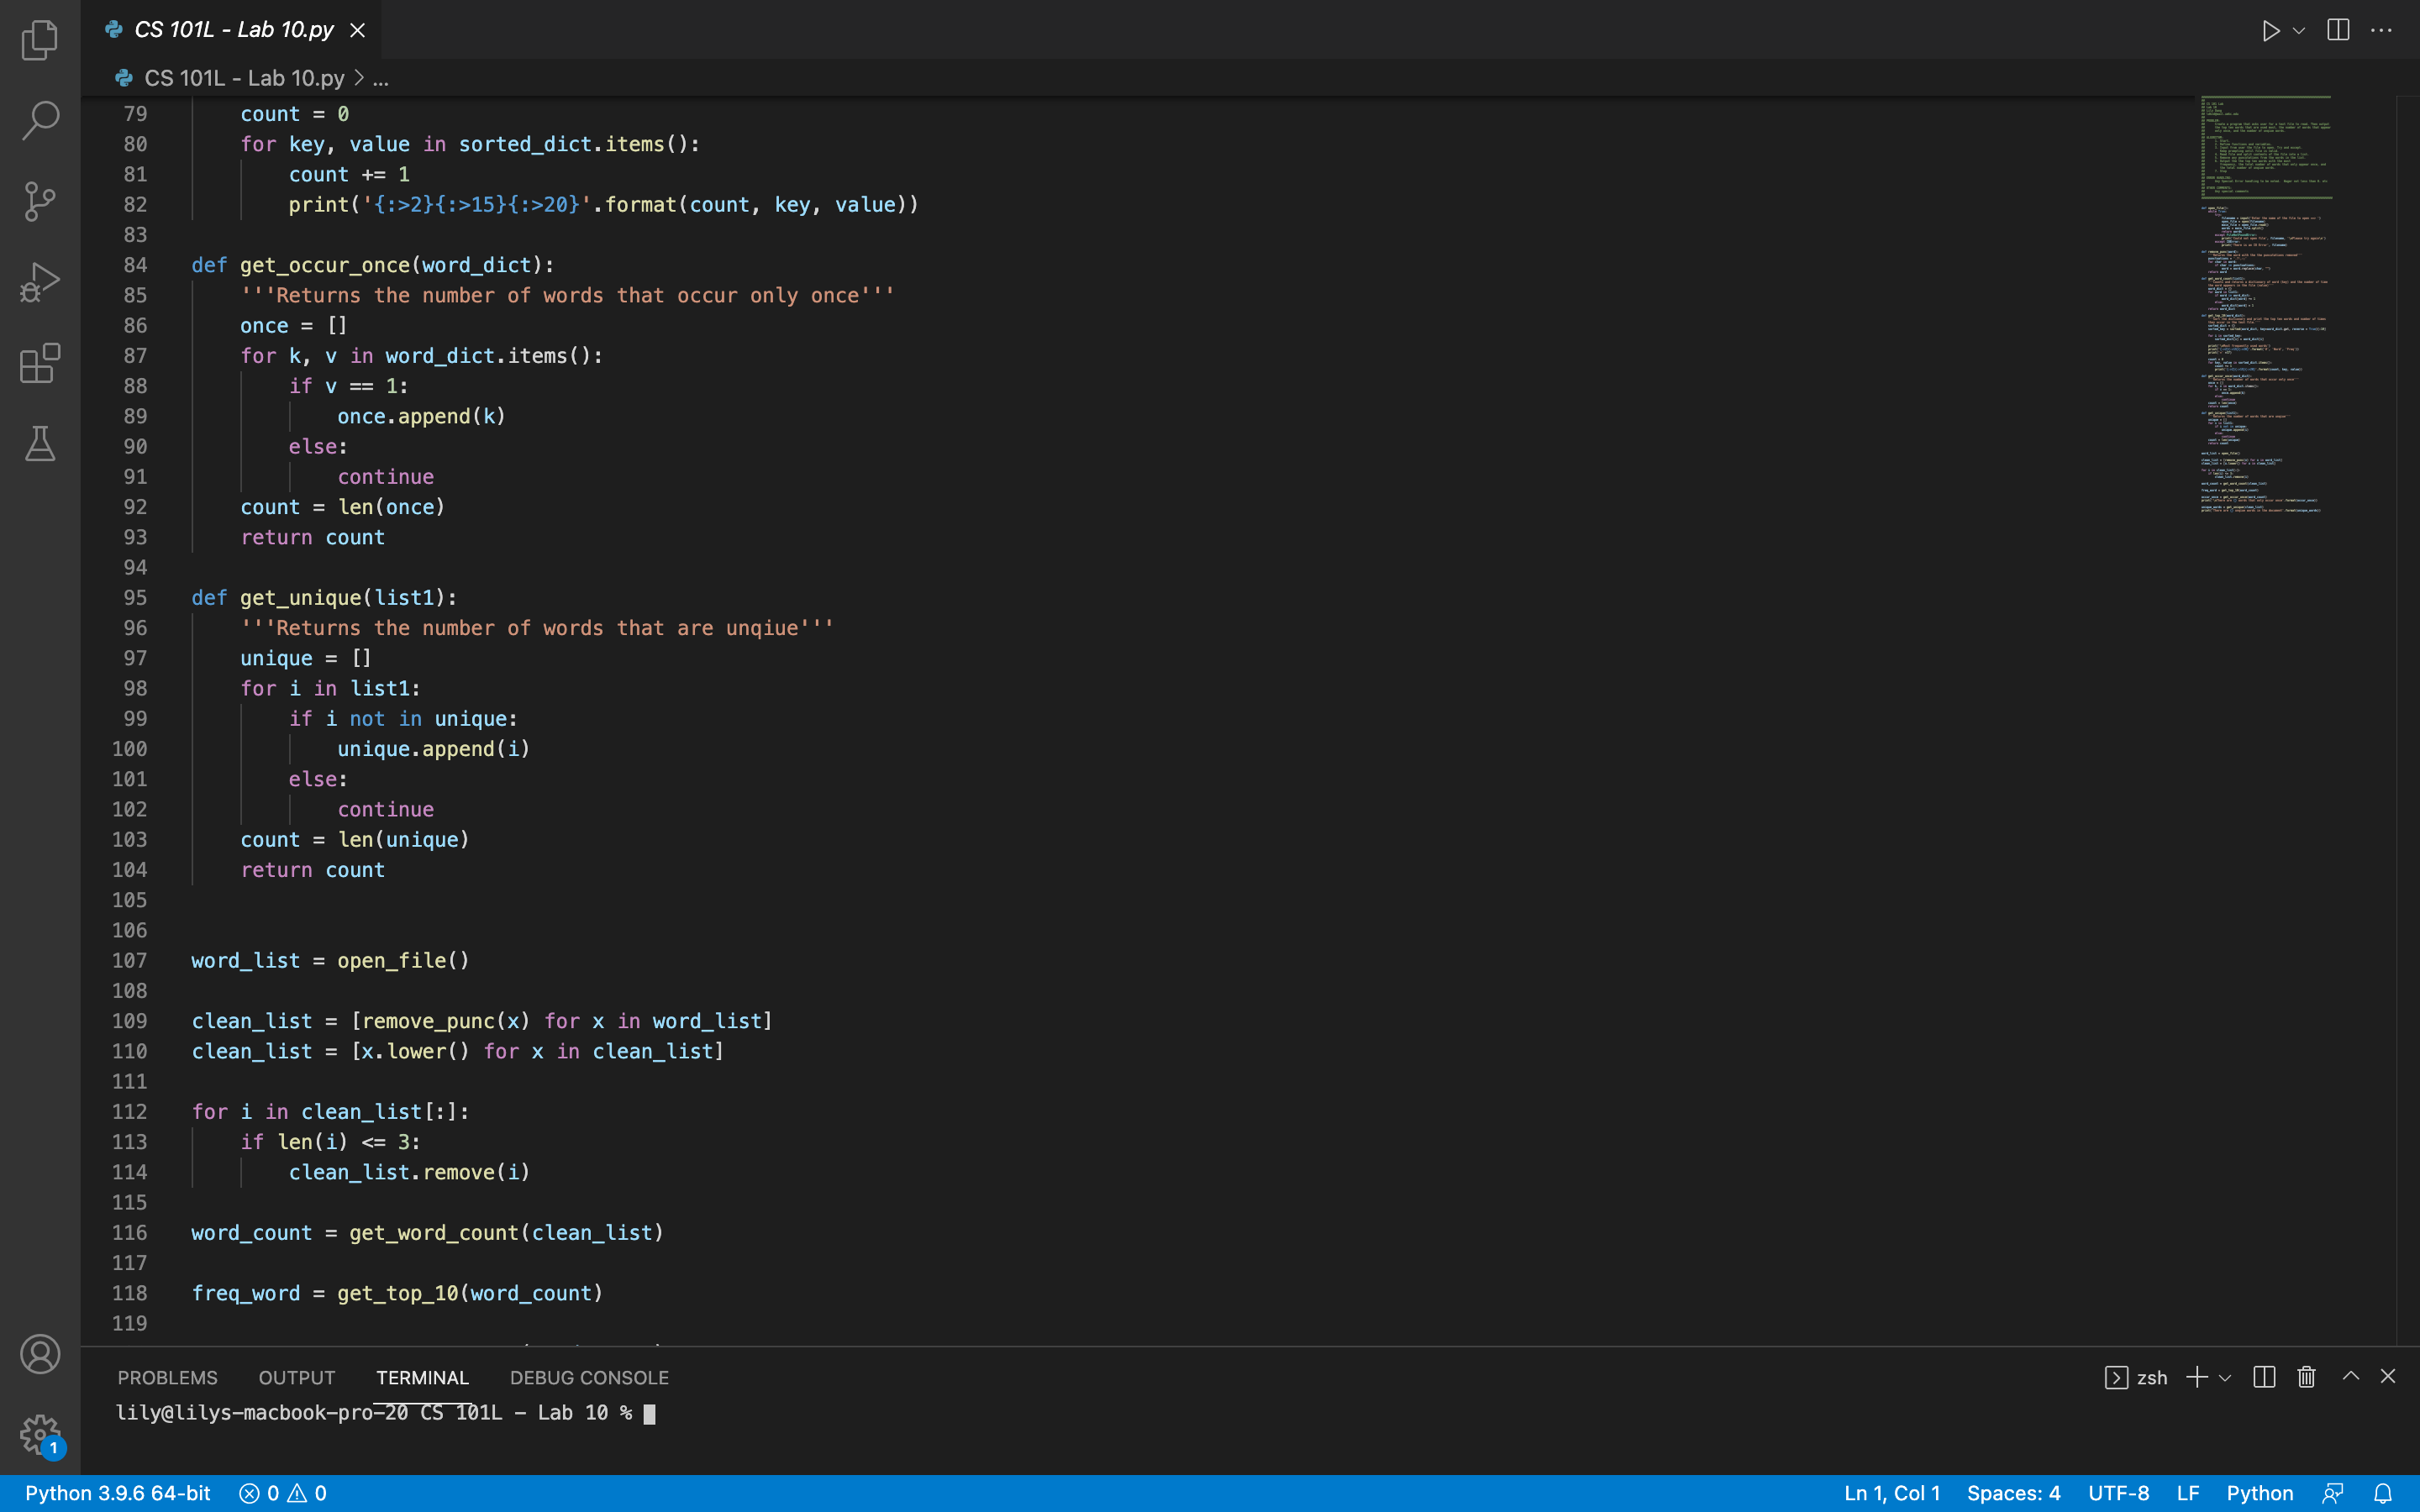 CS 101L - Lab 10.py
CS 101L - Lab 10.py > ...
79 count = 0
80 for key, value in sorted_dict.items():
81 count += 1
82 print('{:>2}{:>15}{:>20}'.format(count, key, value))
83
84 def get_occur_once(word_dict):
85 '''Returns the number of words that occur only once'''
86 once = []
87 for k, v in word_dict.items():
88 if v == 1:
89 once.append(k)
90 else:
91 continue
92 count = len(once)
93 return count
94
95 def get_unique(list1):
96 '''Returns the number of words that are unqiue'''
97 unique = []
98 for i in list1:
99 if i not in unique:
100 unique.append(i)
101 else:
102 continue
103 count = len(unique)
104 return count
105
106
107 word_list = open_file()
108
109 clean_list = [remove_punc(x) for x in word_list]
110 clean_list = [x.lower() for x in clean_list]
111
112 for i in clean_list[:]:
113 if len(i) <= 3:
114 clean_list.remove(i)
115
116 word_count = get_word_count(clean_list)
117
118 freq_word = get_top_10(word_count)
119
PROBLEMS OUTPUT TERMINAL DEBUG CONSOLE zsh
lily@lilys-macbook-pro-20 CS 101L - Lab 10 %
1
Python 3.9.6 64-bit 0 0 Ln 1, Col 1 Spaces: 4 UTF-8 LF Python